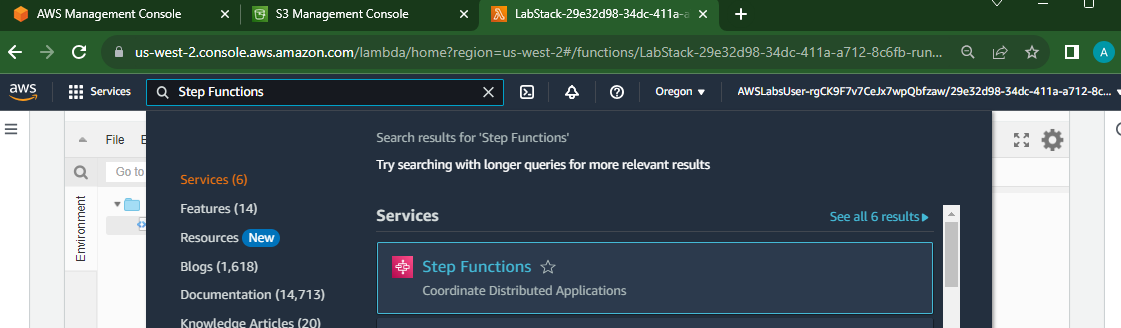 AWS Management Console
S3 Management Console
LabStack-29e32d98-34dc-411a-a
us-west-2.console.aws.amazon.com/lambda/home?region=us-west-2#/functions/LabStack-29e32d98-34dc-411a-a712-8c6fb-run...
A
aws
Services
Step Functions
Oregon
AWSLabsUser-rgCK9F7v7CeJx7wpQbfzaw/29e32d98-34dc-411a-a712-8c...
File
E
Go to
Environment
Search results for 'Step Functions'
Try searching with longer queries for more relevant results
Services (6)
Features (14)
Resources New
Blogs (1,618)
Documentation (14,713)
Knowledge Articles (20)
Services
See all 6 results
Step Functions
Coordinate Distributed Applications